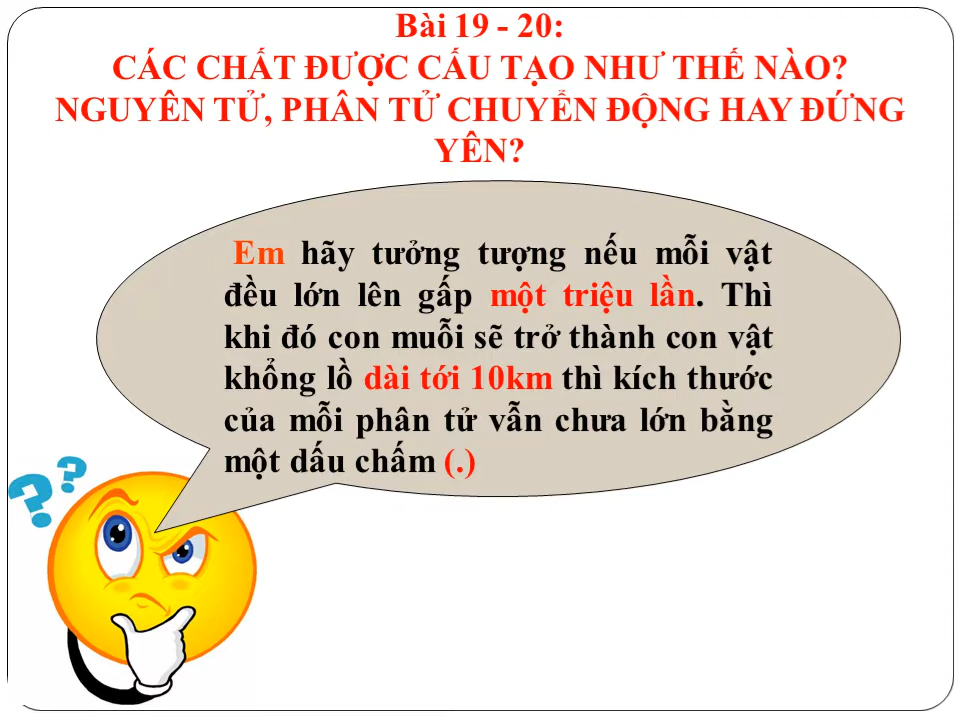 Bài 19 - 20:
CÁC CHẤT ĐƯỢC CẤU TẠO NHƯ THẾ NÀO?
NGUYÊN TỬ, PHÂN TỬ CHUYỂN ĐỘNG HAY ĐỨNG
YÊN?
Em hãy tưởng tượng nếu mỗi vật
đều lớn lên gấp một triệu lần. Thì
khi đó con muỗi sẽ trở thành con vật
khổng lồ dài tới 10km thì kích thước
của mỗi phân tử vẫn chưa lớn bằng
một dấu chấm (.)
??